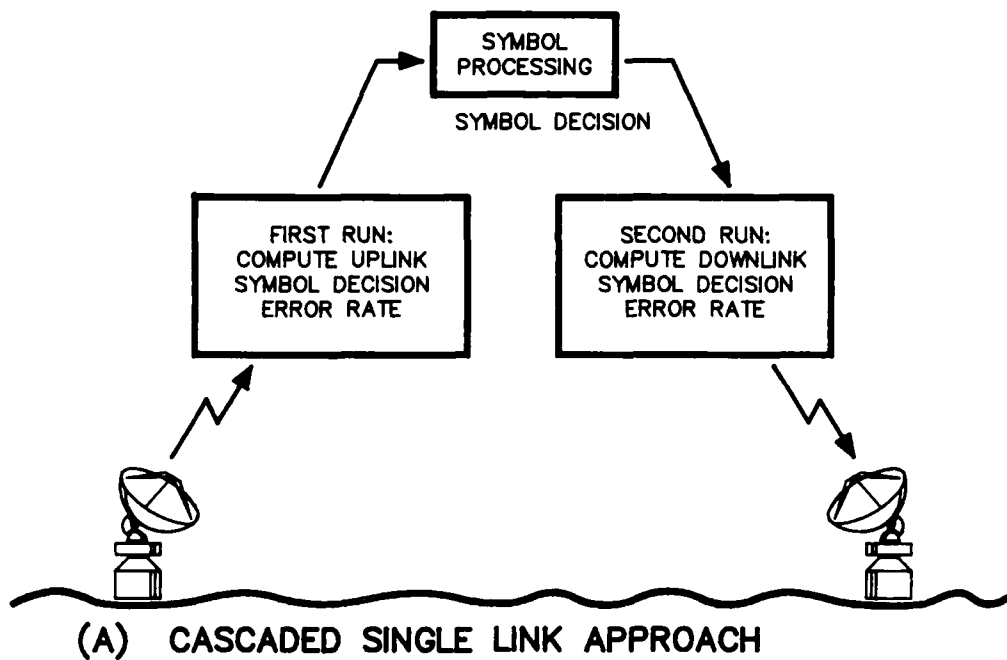 SYMBOL
PROCESSING
SYMBOL DECISION
FIRST RUN:
COMPUTE UPLINK
SYMBOL DECISION
ERROR RATE
SECOND RUN:
COMPUTE DOWNLINK
SYMBOL DECISION
ERROR RATE
(A) CASCADED SINGLE LINK APPROACH